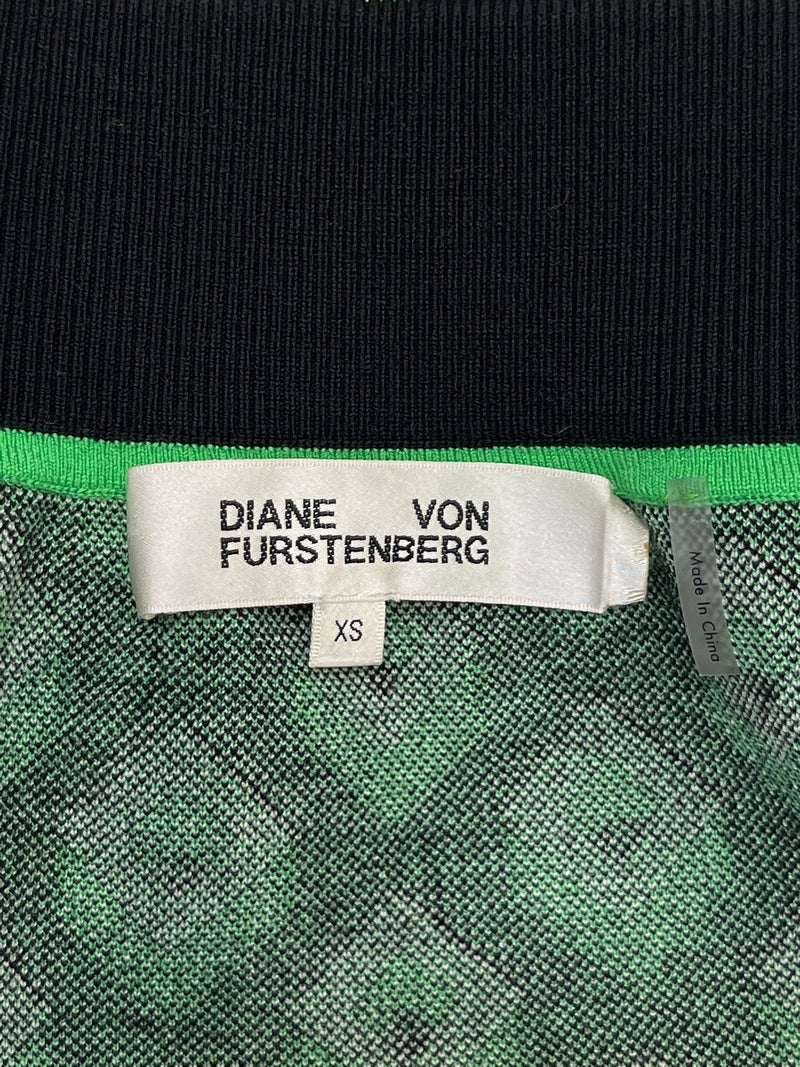 DIANE VON
FURSTENBERG
XS
Made In China